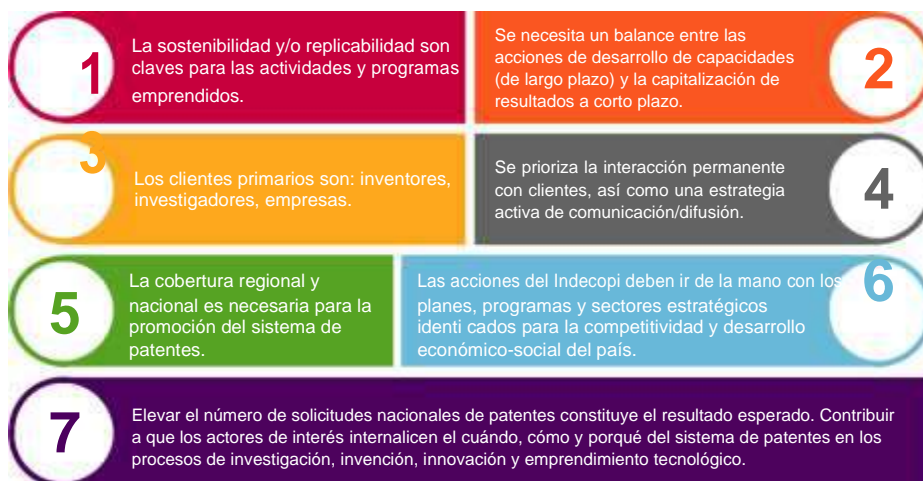 1
La sostenibilidad y/o replicabilidad son
claves para las actividades y programas
emprendidos.
Se necesita un balance entre las
acciones de desarrollo de capacidades
(de largo plazo) y la capitalización de
resultados a corto plazo.
2
3
Los clientes primarios son: inventores,
investigadores, empresas.
Se prioriza la interacción permanente
con clientes, así como una estrategia
activa de comunicación/difusión.
4
5
La cobertura regional y
nacional es necesaria para la
promoción del sistema de
patentes.
Las acciones del Indecopi deben ir de la mano con los
planes, programas y sectores estratégicos
identi cados para la competitividad y desarrollo
económico-social del país.
6
7
Elevar el número de solicitudes nacionales de patentes constituye el resultado esperado. Contribuir
a que los actores de interés internalicen el cuándo, cómo y porqué del sistema de patentes en los
procesos de investigación, invención, innovación y emprendimiento tecnológico.